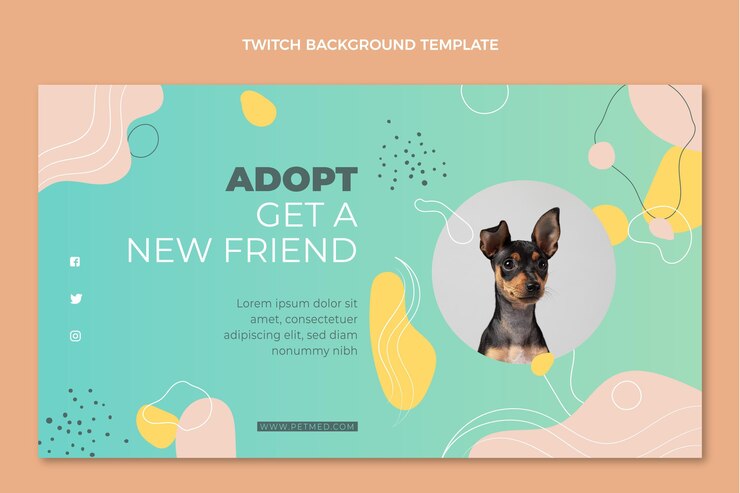 TWITCH BACKGROUND TEMPLATE
ADOPT
GET A
NEW FRIEND
Lorem ipsum dolor sit
amet, consectetuer
adipiscing elit, sed diam
nonummy nibh
WWW.PETMED.COM